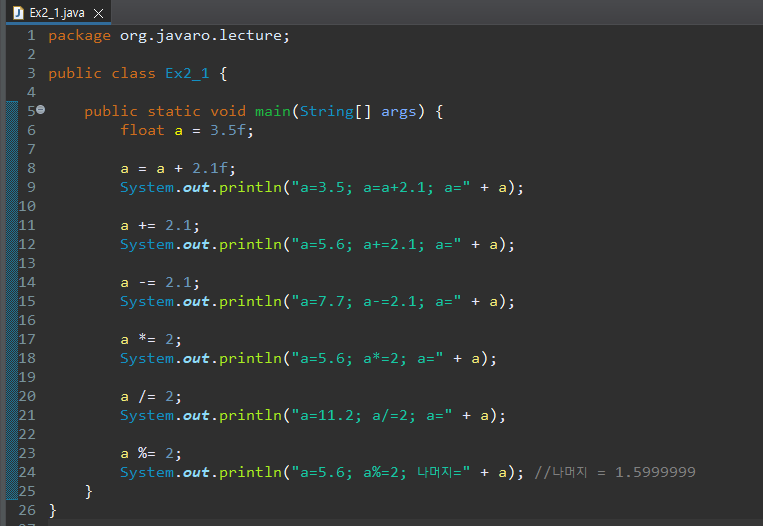 Ex2_1.java
1 package org.javaro.lecture;
2
3 public class Ex2_1 {
4
5 public static void main(String[] args) {
6 float a = 3.5f;
7
8 a = a + 2.1f;
9 System.out.println("a=3.5; a=a+2.1; a=" + a);
10
11 a += 2.1;
12 System.out.println("a=5.6; a+=2.1; a=" + a);
13
14 a -= 2.1;
15 System.out.println("a=7.7; a-=2.1; a=" + a);
16
17 a *= 2;
18 System.out.println("a=5.6; a*=2; a=" + a);
19
20 a /= 2;
21 System.out.println("a=11.2; a/=2; a=" + a);
22
23 a %= 2;
24 System.out.println("a=5.6; a%=2; 나머지=" + a); //나머지 = 1.5999999
25 }
26 }